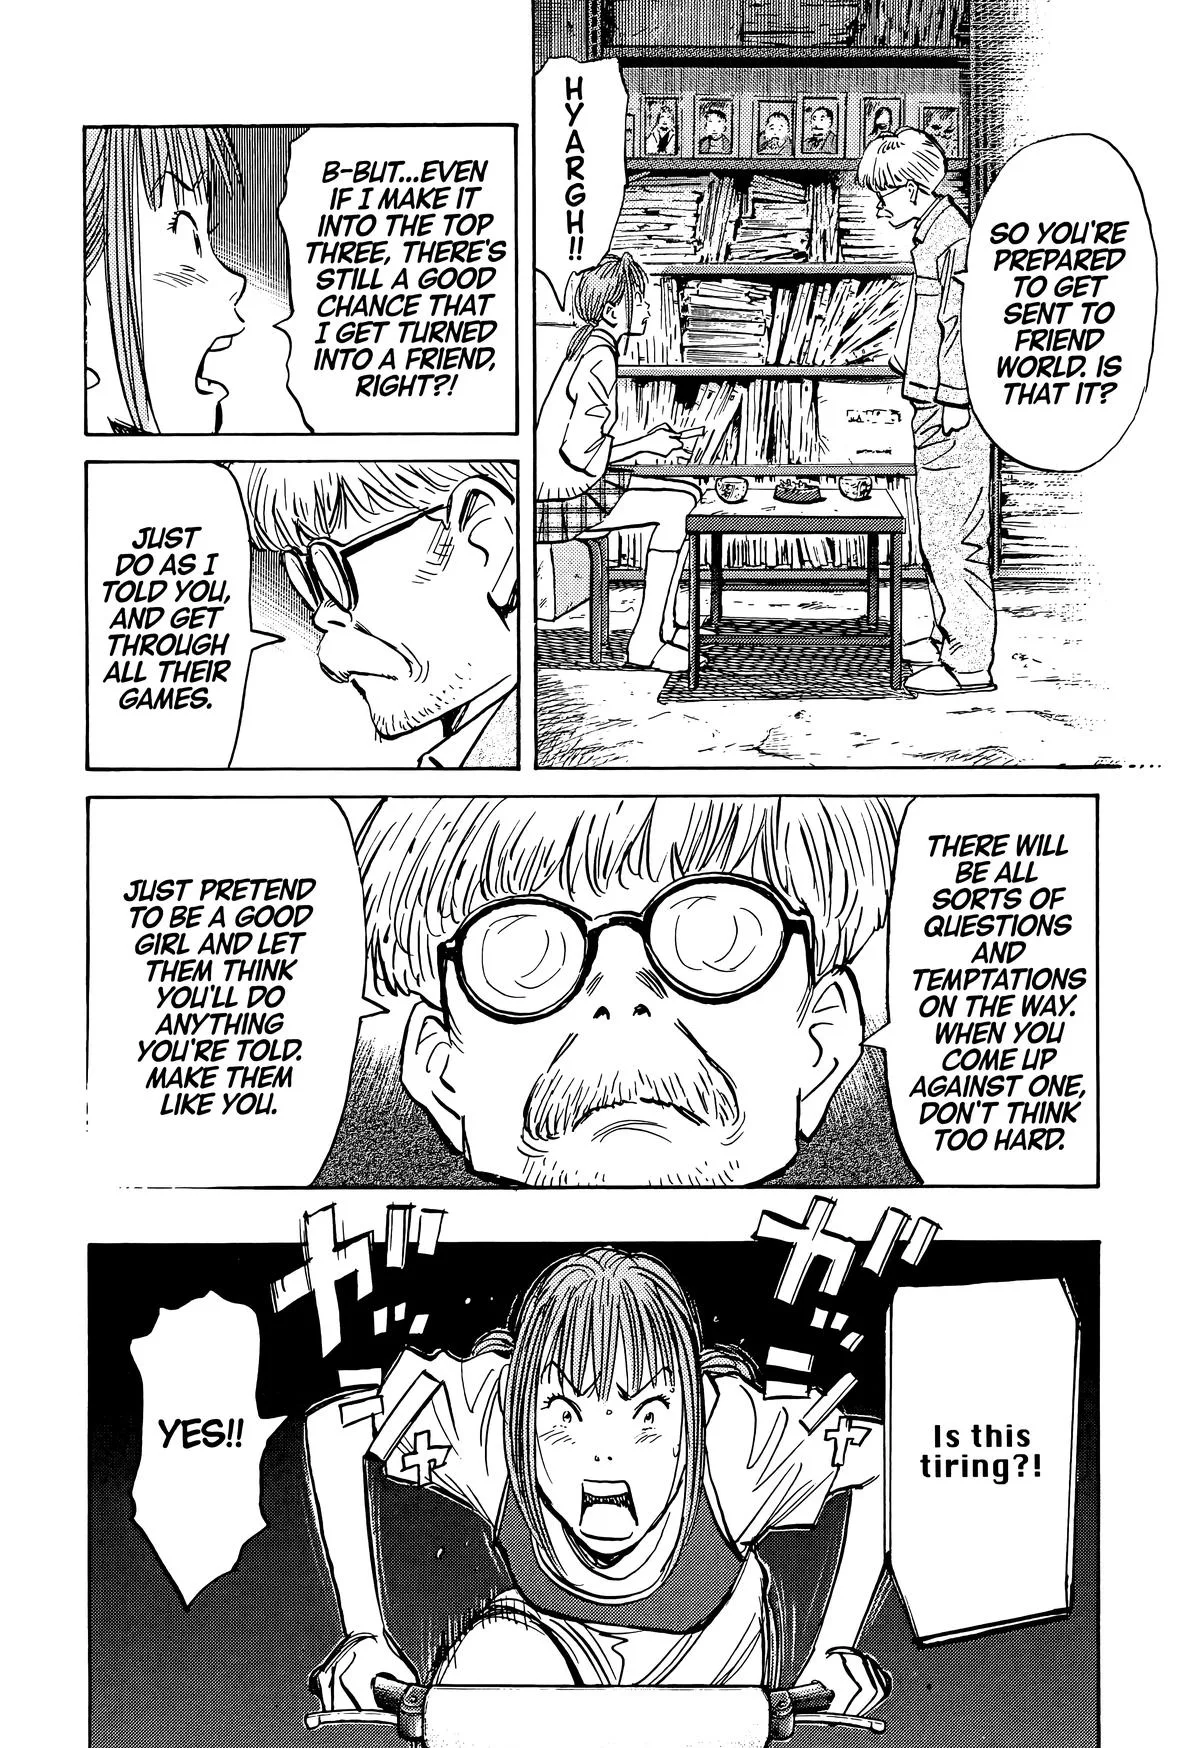 SO YOU'RE
PREPARED
TO GET
SENT TO
FRIEND
WORLD. IS
THAT IT?
HYARGH!!
B-BUT...EVEN
IF I MAKE IT
INTO THE TOP
THREE, THERE'S
STILL A GOOD
CHANCE THAT
I GET TURNED
INTO A FRIEND,
RIGHT?!
JUST
DO AS I
TOLD YOU,
AND GET
THROUGH
ALL THEIR
GAMES.
THERE WILL
BE ALL
SORTS OF
QUESTIONS
AND
TEMPTATIONS
ON THE WAY.
WHEN YOU
COME UP
AGAINST ONE,
DON'T THINK
TOO HARD.
JUST PRETEND
TO BE A GOOD
GIRL AND LET
THEM THINK
YOU'LL DO
ANYTHING
YOU'RE TOLD.
MAKE THEM
LIKE YOU.
ガガガガ
Is this
tiring?!
YES!!